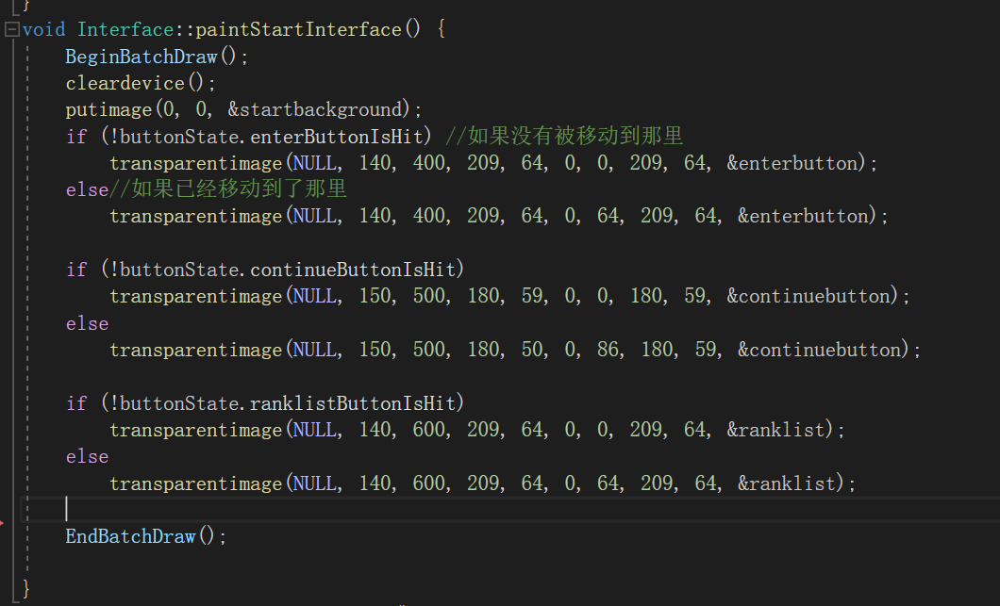 }
void Interface::paintStartInterface() {
BeginBatchDraw();
cleardevice();
putimage(0, 0, &startbackground);
if (!buttonState.enterButtonIsHit) //如果没有被移动到那里
transparentimage(NULL, 140, 400, 209, 64, 0, 0, 209, 64, &enterbutton);
else//如果已经移动到了那里
transparentimage(NULL, 140, 400, 209, 64, 0, 64, 209, 64, &enterbutton);
if (!buttonState.continueButtonIsHit)
transparentimage(NULL, 150, 500, 180, 59, 0, 0, 180, 59, &continuebutton);
else
transparentimage(NULL, 150, 500, 180, 50, 0, 86, 180, 59, &continuebutton);
if (!buttonState.ranklistButtonIsHit)
transparentimage(NULL, 140, 600, 209, 64, 0, 0, 209, 64, &ranklist);
else
transparentimage(NULL, 140, 600, 209, 64, 0, 64, 209, 64, &ranklist);
EndBatchDraw();
}